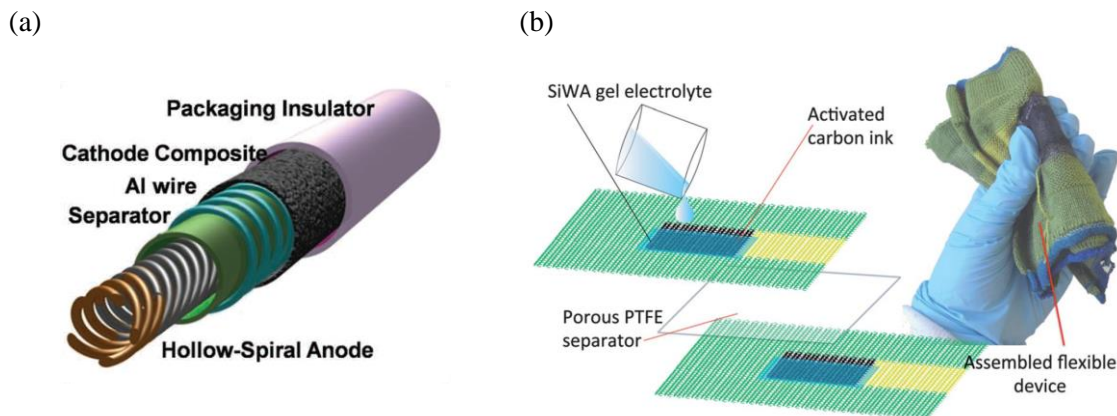 (a)
(b)
Packaging Insulator
Cathode Composite
Al wire
Separator
Hollow-Spiral Anode
SiWA gel electrolyte
Activated
carbon ink
Porous PTFE
separator
Assembled flexible
device